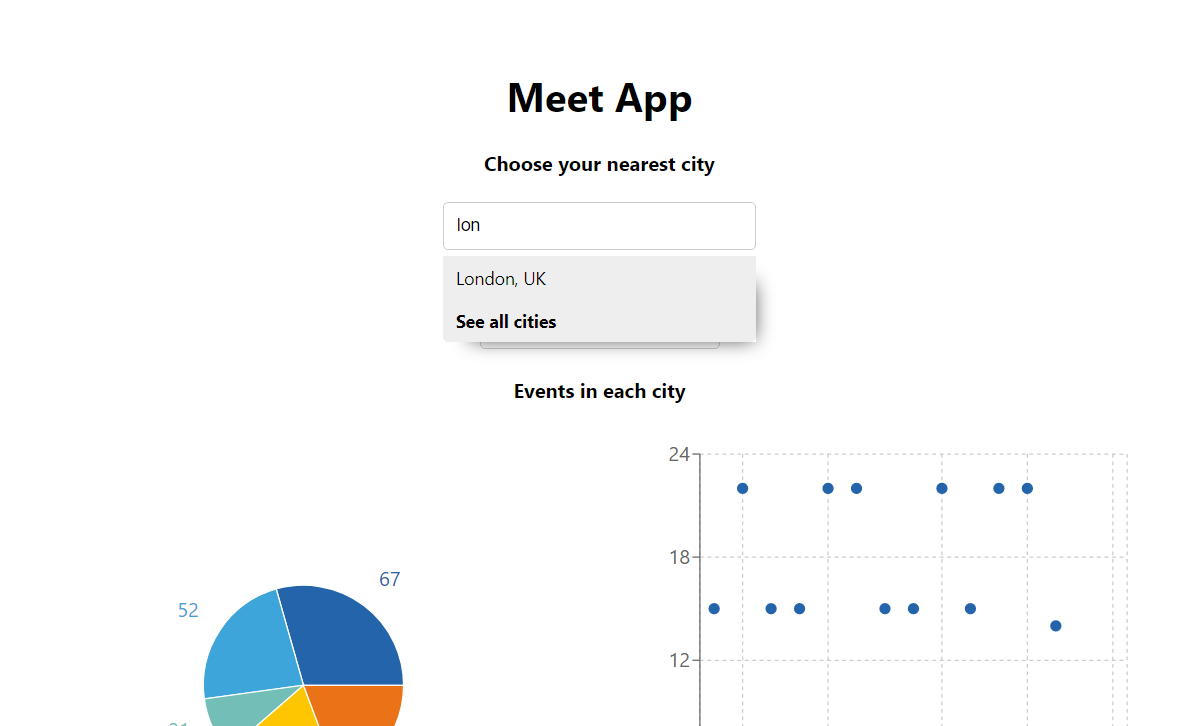 Meet App
Choose your nearest city
lon
London, UK
See all cities
Events in each city
24
18
12
67
52